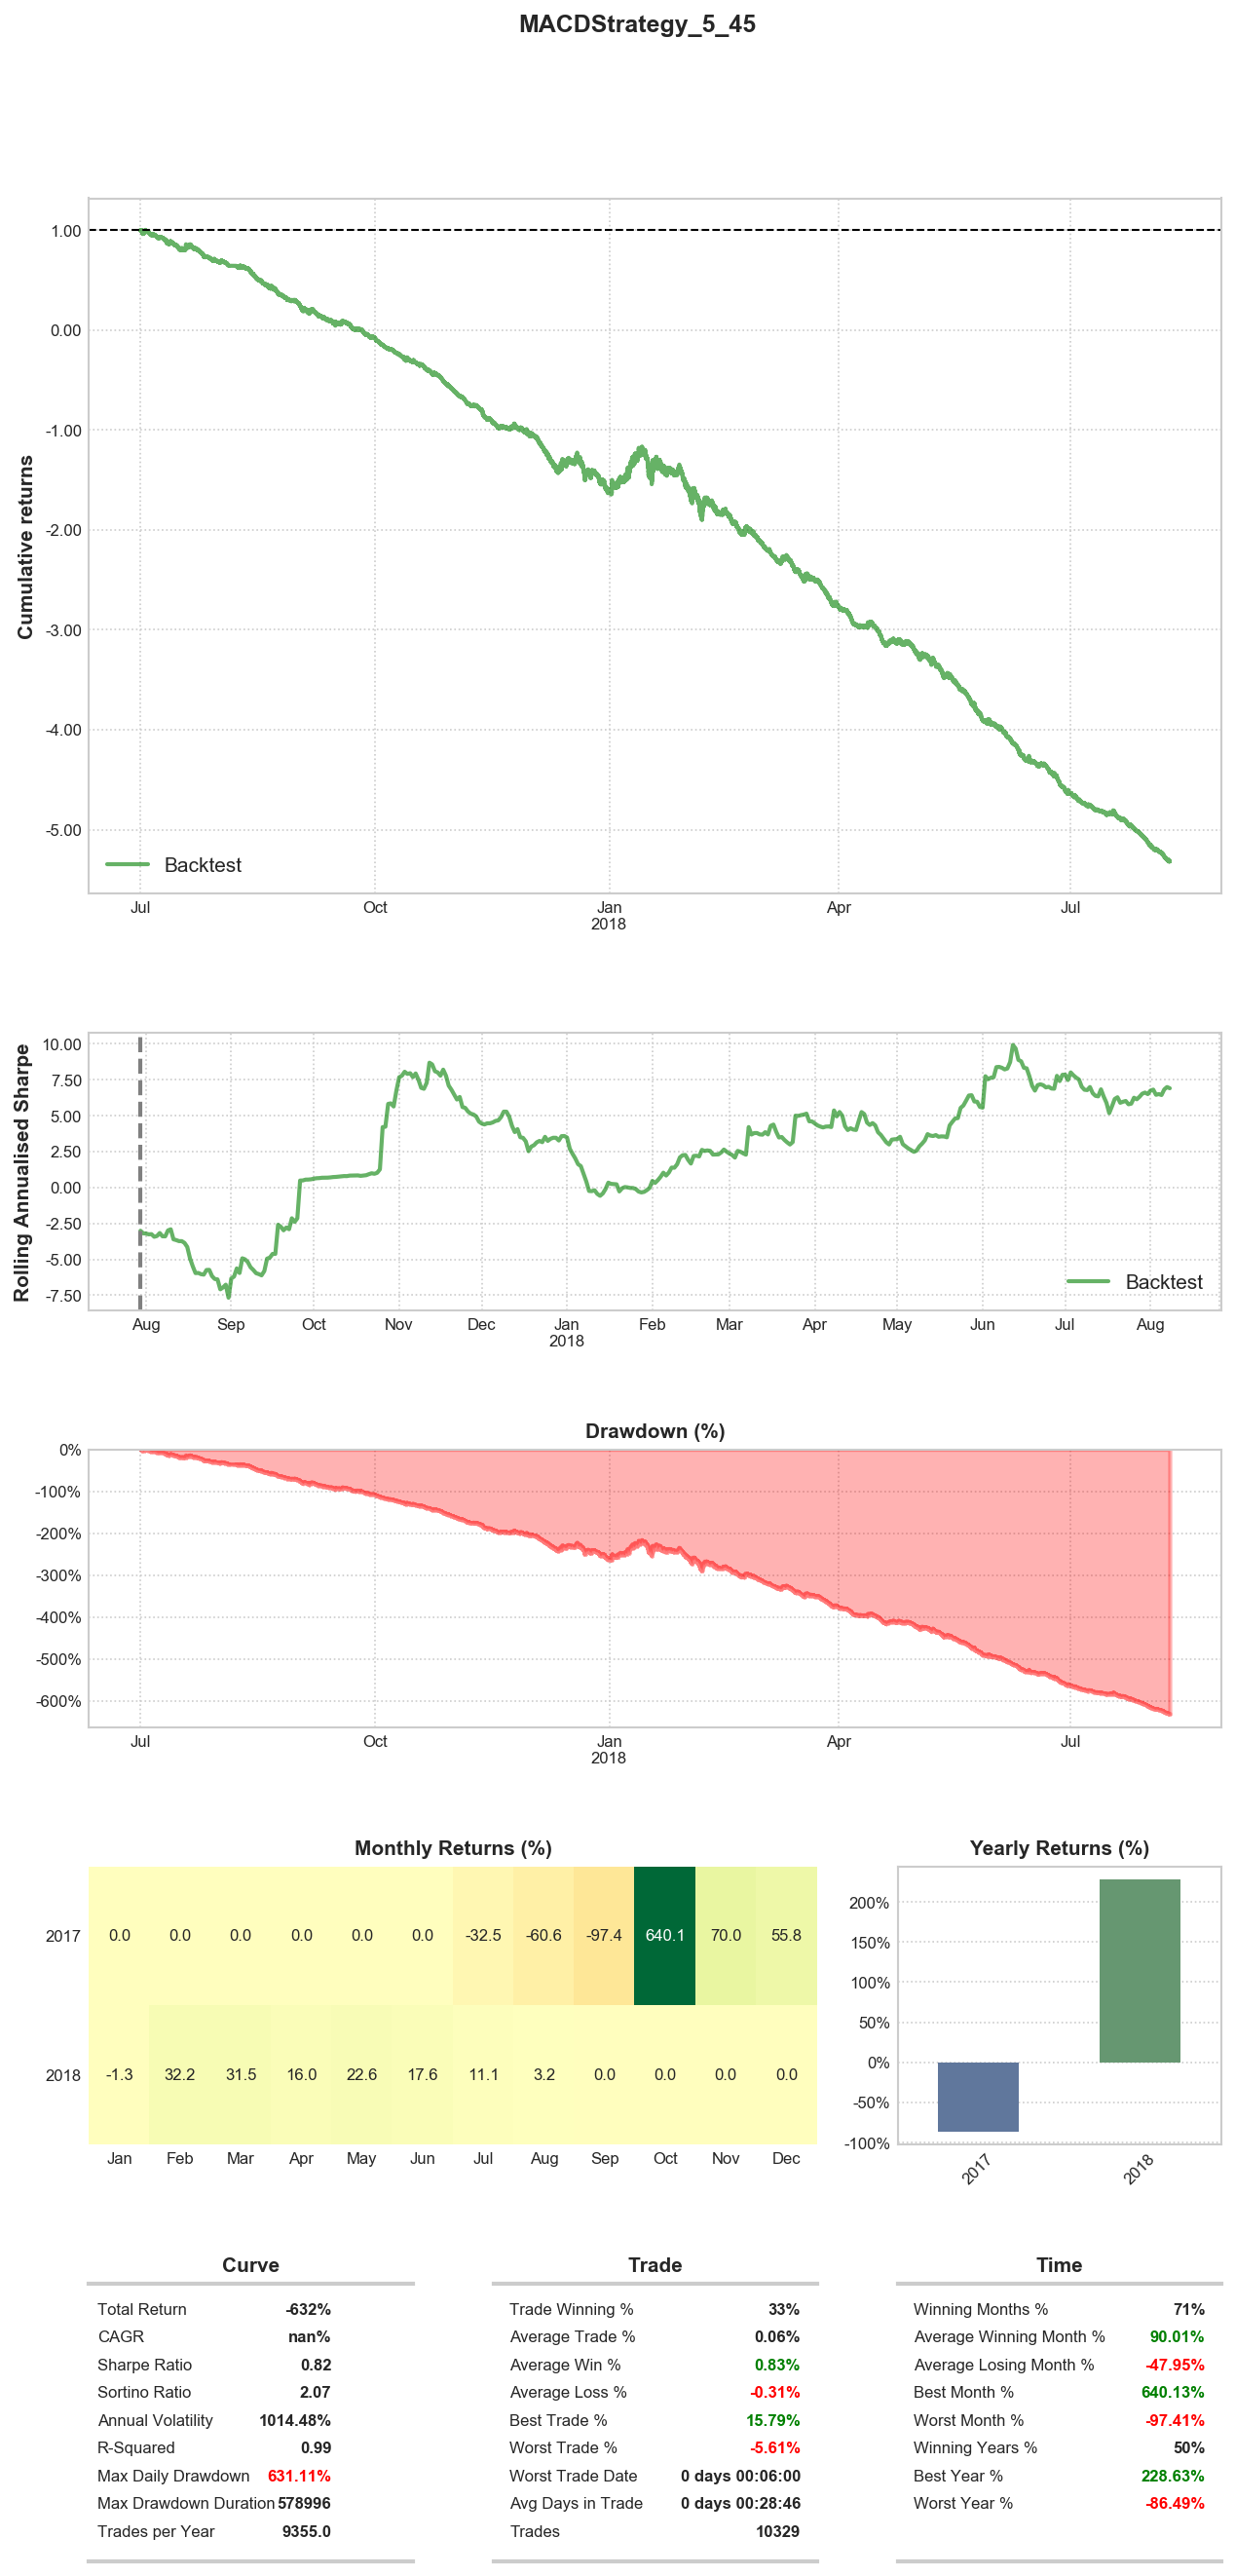 MACDStrategy_5_45
Cumulative returns
1.00
0.00
-1.00
-2.00
-3.00
-4.00
-5.00
Backtest
Jul Oct Jan Apr Jul
2018
Rolling Annualised Sharpe
10.00
7.50
5.00
2.50
0.00
-2.50
-5.00
-7.50
Backtest
Aug Sep Oct Nov Dec Jan Feb Mar Apr May Jun Jul Aug
2018
Drawdown (%)
0%
-100%
-200%
-300%
-400%
-500%
-600%
Jul Oct Jan Apr Jul
2018
Monthly Returns (%)
2017 0.0 0.0 0.0 0.0 0.0 0.0 -32.5 -60.6 -97.4 640.1 70.0 55.8
2018 -1.3 32.2 31.5 16.0 22.6 17.6 11.1 3.2 0.0 0.0 0.0 0.0
Jan Feb Mar Apr May Jun Jul Aug Sep Oct Nov Dec
Yearly Returns (%)
200%
150%
100%
50%
0%
-50%
-100%
2017 2018
Curve
Total Return -632%
CAGR nan%
Sharpe Ratio 0.82
Sortino Ratio 2.07
Annual Volatility 1014.48%
R-Squared 0.99
Max Daily Drawdown 631.11%
Max Drawdown Duration 578996
Trades per Year 9355.0
Trade
Trade Winning % 33%
Average Trade % 0.06%
Average Win % 0.83%
Average Loss % -0.31%
Best Trade % 15.79%
Worst Trade % -5.61%
Worst Trade Date 0 days 00:06:00
Avg Days in Trade 0 days 00:28:46
Trades 10329
Time
Winning Months % 71%
Average Winning Month % 90.01%
Average Losing Month % -47.95%
Best Month % 640.13%
Worst Month % -97.41%
Winning Years % 50%
Best Year % 228.63%
Worst Year % -86.49%